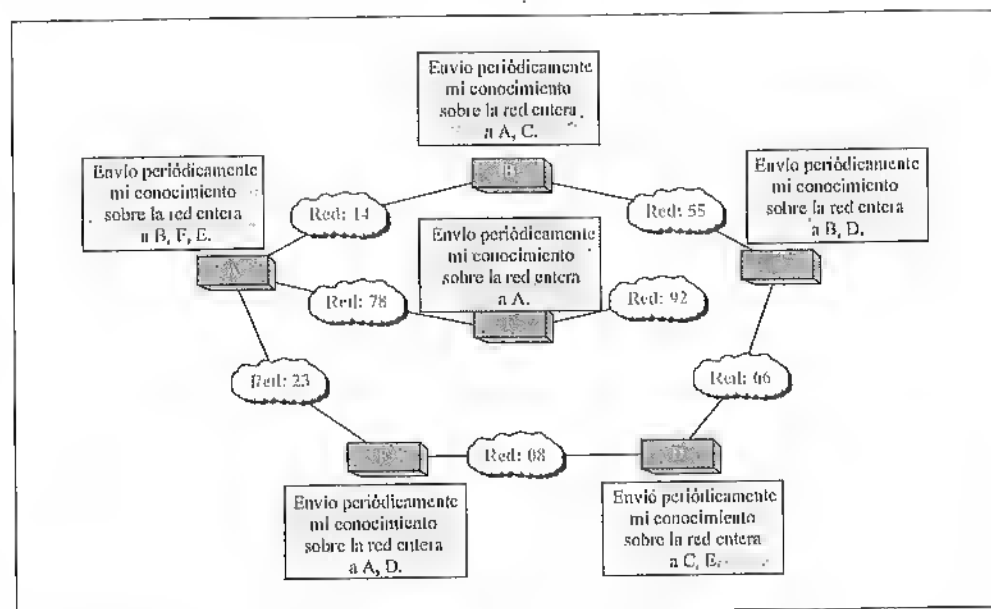 Envío periódicamente
mi conocimiento
sobre la red entera
a A, C.
Envío periódicamente
mi conocimiento
sobre la red entera
a B, F, E.
B
Envío periódicamente
mi conocimiento
sobre la red entera
a B, D.
Red: 14
Red: 55
Envío periódicamente
mi conocimiento
sobre la red entera
a A.
A
Red: 78
Red: 92
Red: 23
Red: 66
Red: 08
Envío periódicamente
mi conocimiento
sobre la red entera
a A, D.
Envió periódicamente
mi conocimiento
sobre la red entera
a C, E.